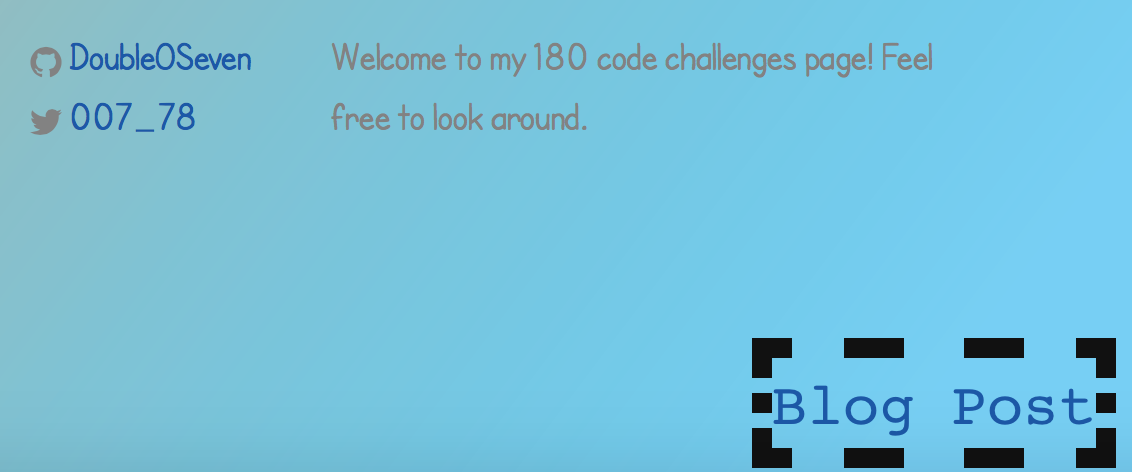 DoubleOSeven
Welcome to my 180 code challenges page! Feel
007_78
free to look around.
Blog Post